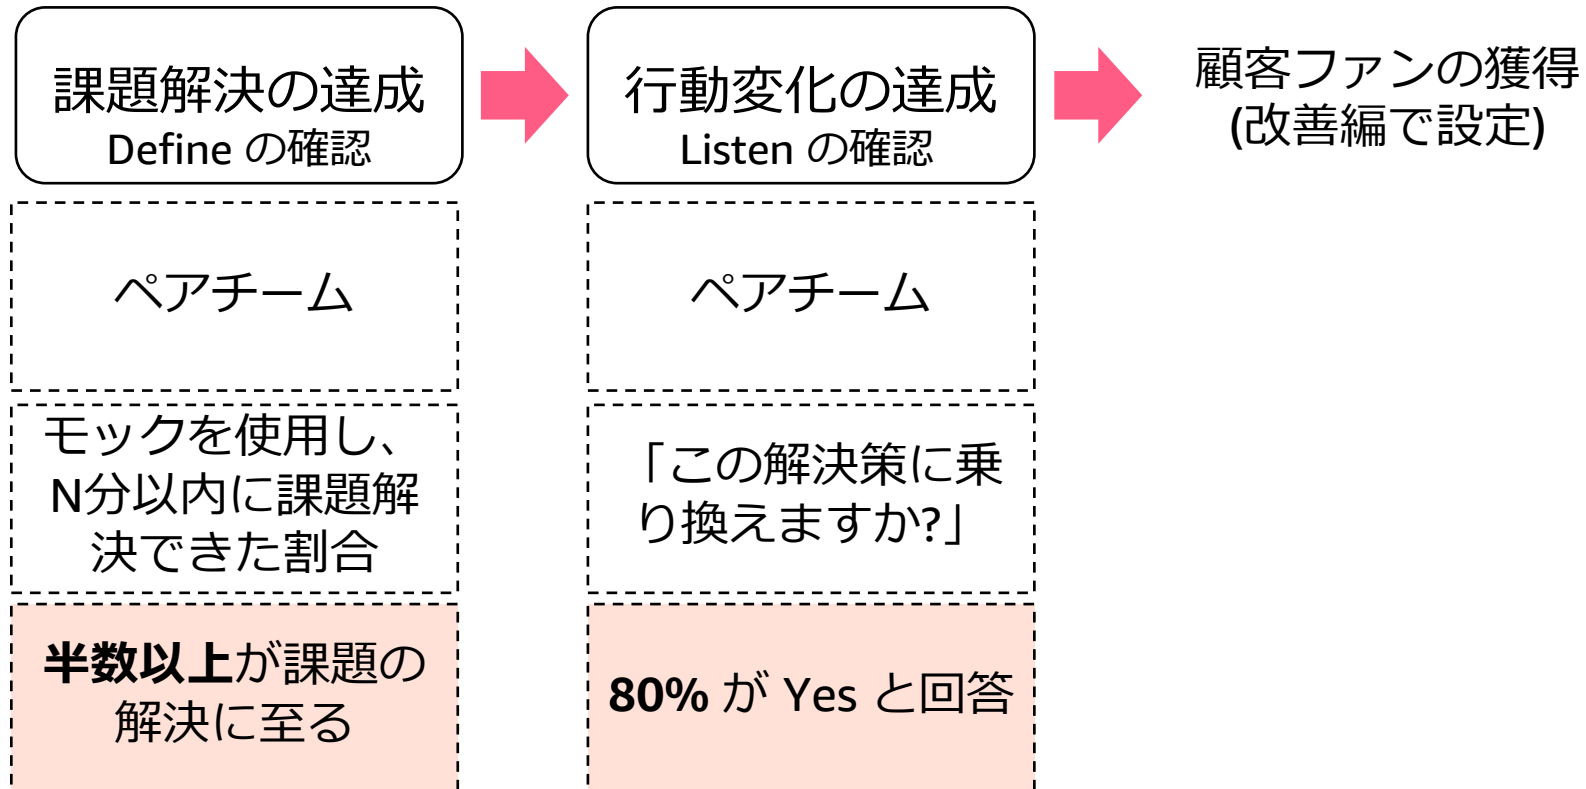 課題解決の達成
Define の確認
行動変化の達成
Listen の確認
顧客ファンの獲得
(改善編で設定)
ペアチーム
ペアチーム
モックを使用し、
N分以内に課題解
決できた割合
「この解決策に乗
り換えますか?」
半数以上が課題の
解決に至る
80% が Yes と回答